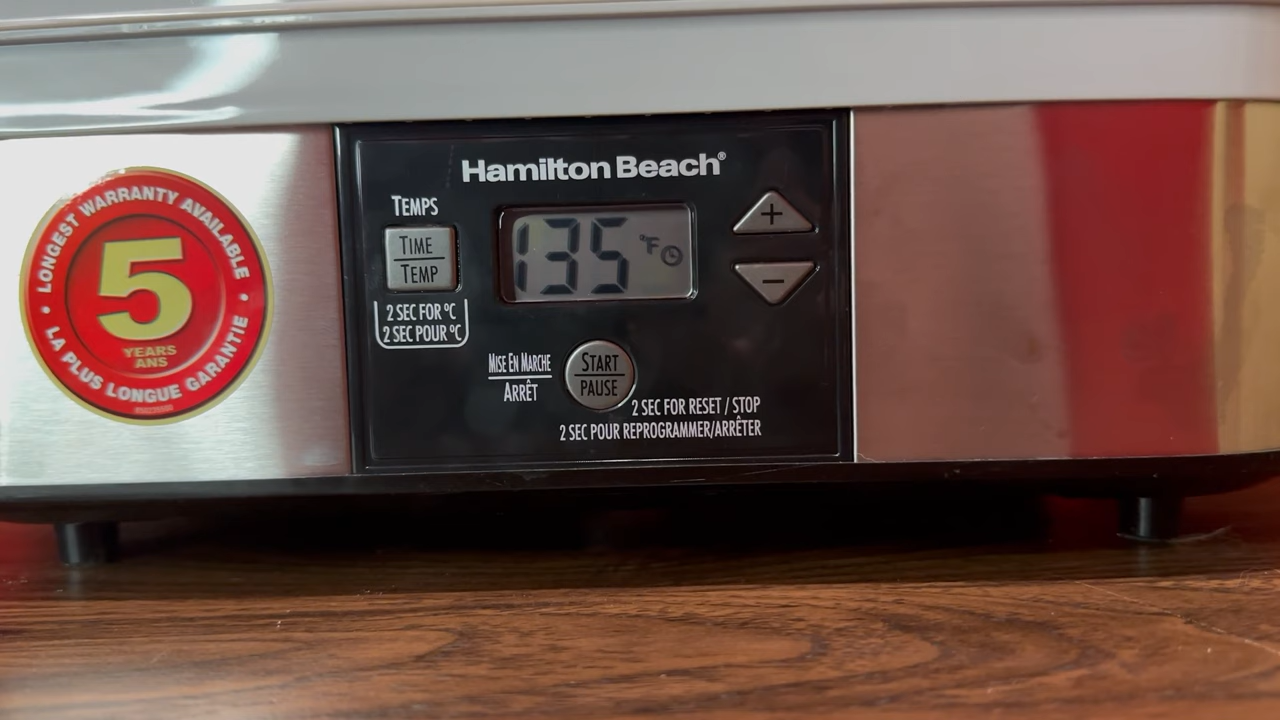 LONGEST WARRANTY AVAILABLE
5
YEARS
ANS
LA PLUS LONGUE GARANTIE
Hamilton Beach®
TEMPS
TIME
TEMP
2 SEC FOR ºC
2 SEC POUR ºC
135 °F
+
−
MISE EN MARCHE
ARRÊT
START
PAUSE
2 SEC FOR RESET / STOP
2 SEC POUR REPROGRAMMER/ARRÊTER